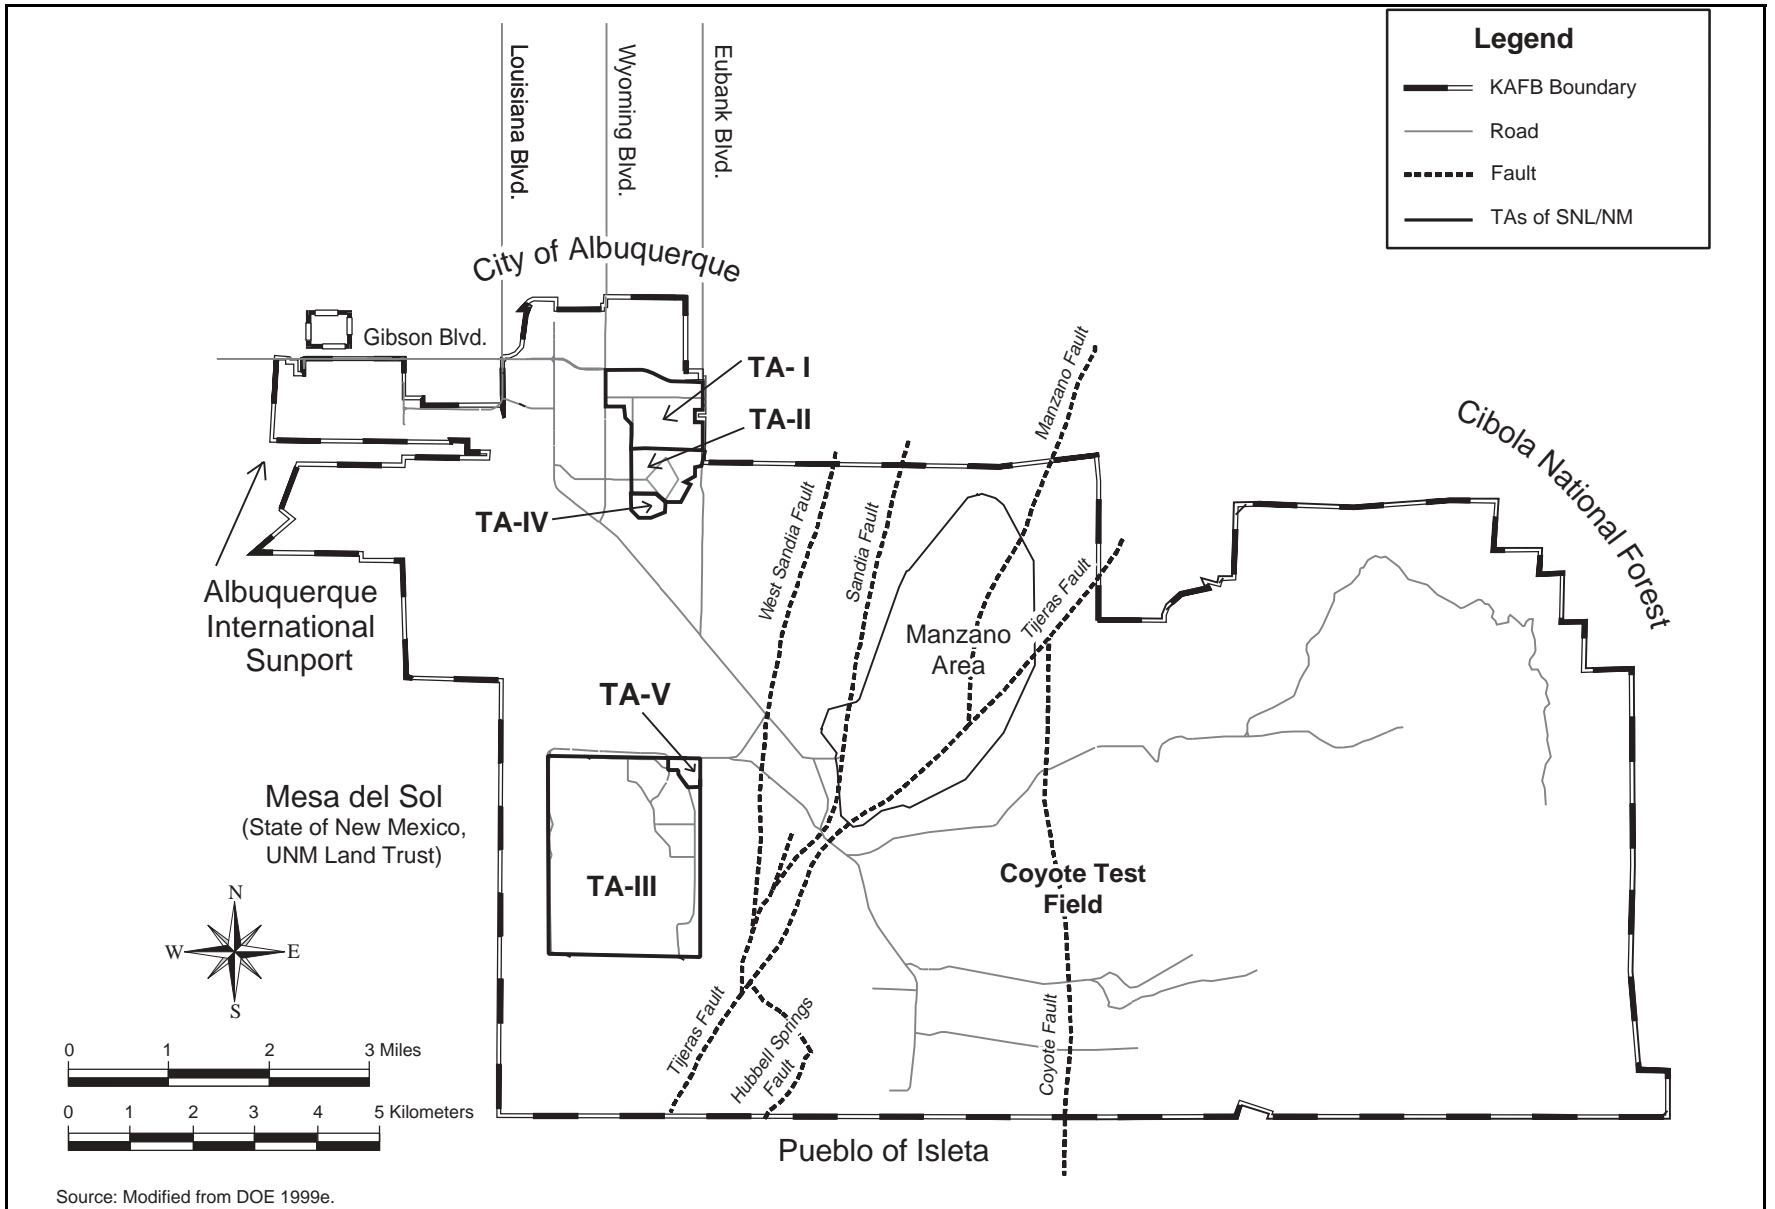 Legend
KAFB Boundary
Road
Fault
TAs of SNL/NM
Louisiana Blvd.
Wyoming Blvd.
Eubank Blvd.
City of Albuquerque
Gibson Blvd.
TA- I
TA-II
TA-IV
Manzano Fault
West Sandia Fault
Sandia Fault
Tijeras Fault
Cibola National Forest
Albuquerque
International
Sunport
Manzano
Area
TA-V
Mesa del Sol
(State of New Mexico,
UNM Land Trust)
TA-III
Coyote Test
Field
N
W
E
S
Tijeras Fault
Hubbell Springs
Fault
Coyote Fault
0 1 2 3 Miles
0 1 2 3 4 5 Kilometers
Pueblo of Isleta
Source: Modified from DOE 1999e.